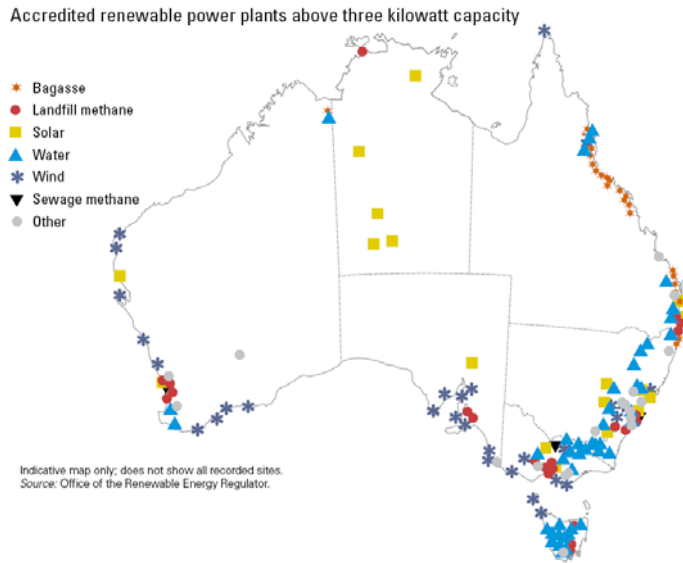 Accredited renewable power plants above three kilowatt capacity
Bagasse
Landfill methane
Solar
Water
Wind
Sewage methane
Other
Indicative map only; does not show all recorded sites.
Source: Office of the Renewable Energy Regulator.